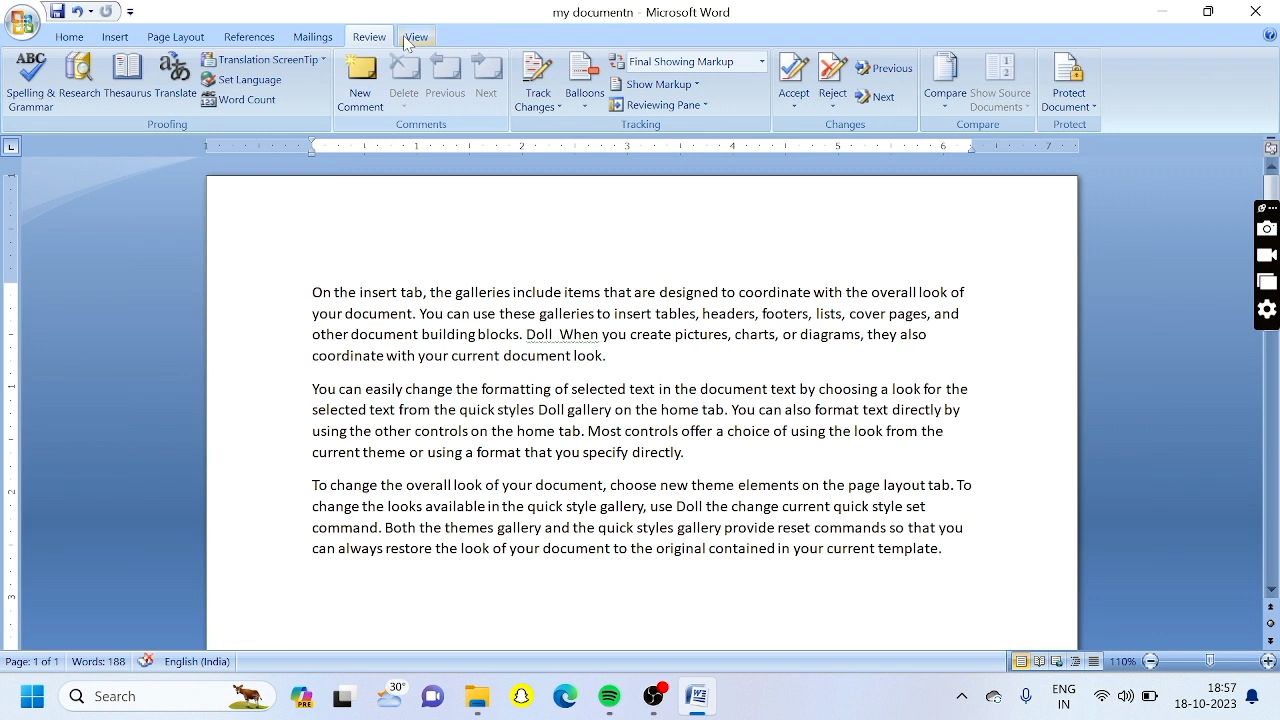 my documentn - Microsoft Word
Home Insert Page Layout References Mailings Review View
Spelling & Grammar
Research
Thesaurus
Translate
Translation ScreenTip
Set Language
Word Count
Proofing
New Comment
Delete
Previous
Next
Comments
Track Changes
Balloons
Final Showing Markup
Show Markup
Reviewing Pane
Tracking
Accept
Reject
Previous
Next
Changes
Compare
Show Source Documents
Compare
Protect Document
Protect
1 1 2 3 4 5 6 7
On the insert tab, the galleries include items that are designed to coordinate with the overall look of
your document. You can use these galleries to insert tables, headers, footers, lists, cover pages, and
other document building blocks. Doll When you create pictures, charts, or diagrams, they also
coordinate with your current document look.
You can easily change the formatting of selected text in the document text by choosing a look for the
selected text from the quick styles Doll gallery on the home tab. You can also format text directly by
using the other controls on the home tab. Most controls offer a choice of using the look from the
current theme or using a format that you specify directly.
To change the overall look of your document, choose new theme elements on the page layout tab. To
change the looks available in the quick style gallery, use Doll the change current quick style set
command. Both the themes gallery and the quick styles gallery provide reset commands so that you
can always restore the look of your document to the original contained in your current template.
1
2
3
Page: 1 of 1 Words: 188 English (India) 110%
Search PRE 30° ENG 18:57
IN 18-10-2023